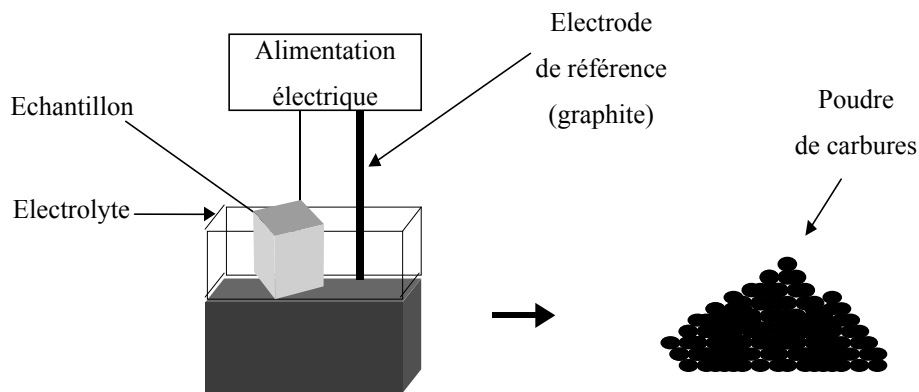 Electrode
de référence
(graphite)
Alimentation
électrique
Echantillon
Electrolyte
Poudre
de carbures